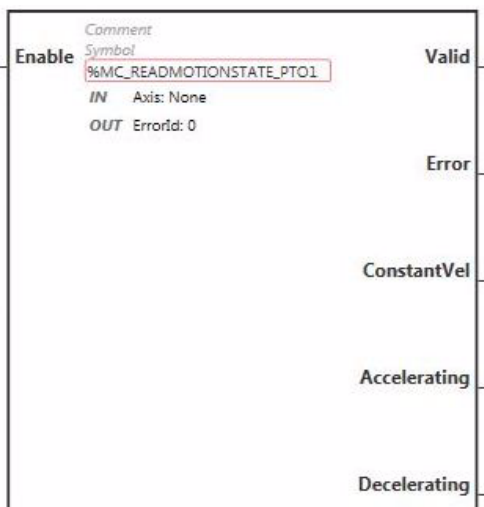 Comment
Enable
Symbol
Valid
%MC_READMOTIONSTATE_PTO1
IN Axis: None
OUT ErrorId: 0
Error
ConstantVel
Accelerating
Decelerating